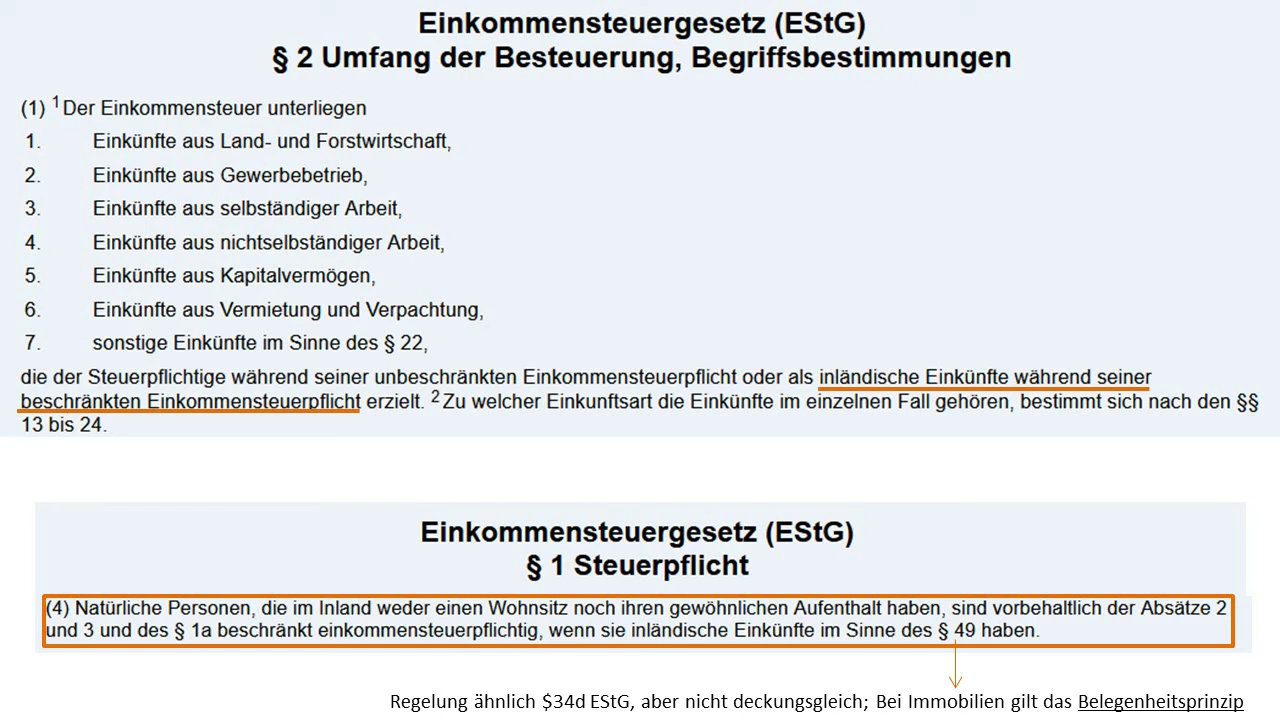 Einkommensteuergesetz (EStG)
§ 2 Umfang der Besteuerung, Begriffsbestimmungen
(1) ¹Der Einkommensteuer unterliegen
1. Einkünfte aus Land- und Forstwirtschaft,
2. Einkünfte aus Gewerbebetrieb,
3. Einkünfte aus selbständiger Arbeit,
4. Einkünfte aus nichtselbständiger Arbeit,
5. Einkünfte aus Kapitalvermögen,
6. Einkünfte aus Vermietung und Verpachtung,
7. sonstige Einkünfte im Sinne des § 22,
die der Steuerpflichtige während seiner unbeschränkten Einkommensteuerpflicht oder als inländische Einkünfte während seiner
beschränkten Einkommensteuerpflicht erzielt. ²Zu welcher Einkunftsart die Einkünfte im einzelnen Fall gehören, bestimmt sich nach den §§
13 bis 24.
Einkommensteuergesetz (EStG)
§ 1 Steuerpflicht
(4) Natürliche Personen, die im Inland weder einen Wohnsitz noch ihren gewöhnlichen Aufenthalt haben, sind vorbehaltlich der Absätze 2
und 3 und des § 1a beschränkt einkommensteuerpflichtig, wenn sie inländische Einkünfte im Sinne des § 49 haben.
Regelung ähnlich $34d EStG, aber nicht deckungsgleich; Bei Immobilien gilt das Belegenheitsprinzip